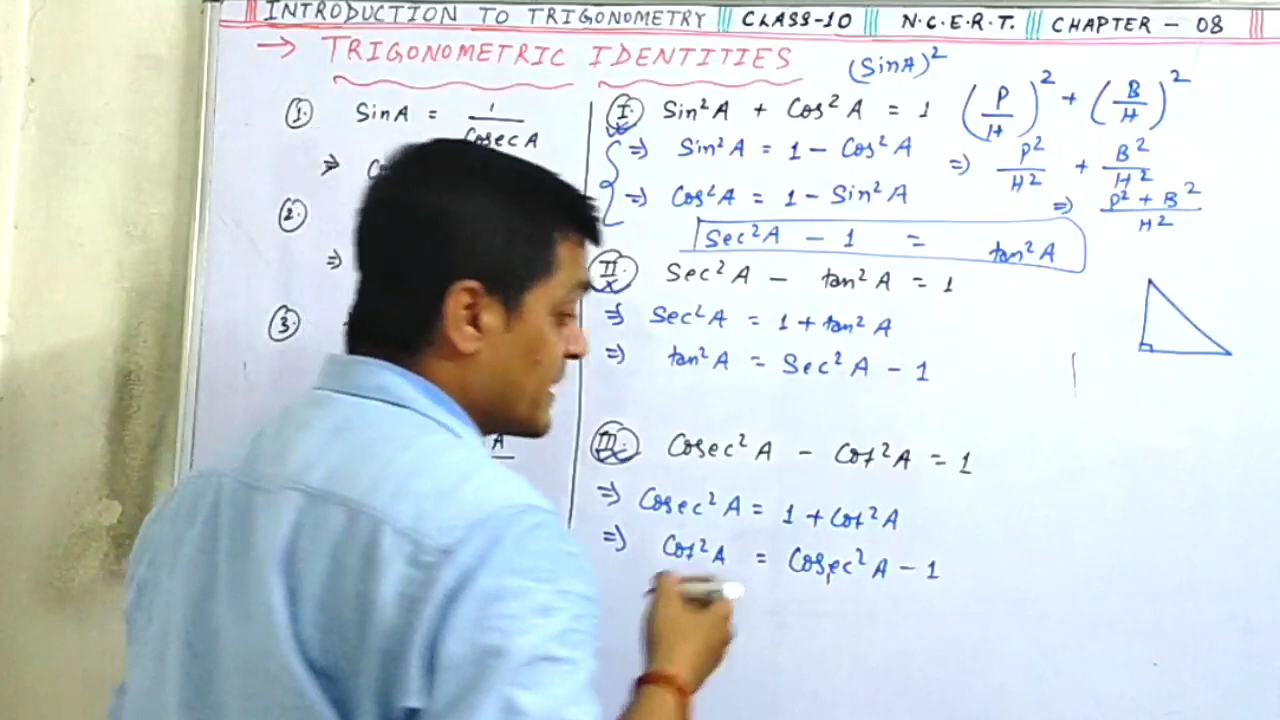 INTRODUCTION TO TRIGONOMETRY ||| CLASS-10 ||| N.C.E.R.T. ||| CHAPTER - 08 |||
→ TRIGONOMETRIC IDENTITIES
(SinA)²
① SinA = 1/CosecA
⇒ Co
②
⇒
③
A
Ⅰ. Sin²A + Cos²A = 1 (P/H)² + (B/H)²
⇒ Sin²A = 1 - Cos²A ⇒ P²/H² + B²/H²
⇒ Cos²A = 1 - Sin²A ⇒ P² + B²/H²
Sec²A - 1 = tan²A
Ⅱ. Sec²A - tan²A = 1
⇒ Sec²A = 1 + tan²A
⇒ tan²A = Sec²A - 1
Ⅲ. Cosec²A - Cot²A = 1
⇒ Cosec²A = 1 + Cot²A
⇒ Cot²A = Cosec²A - 1